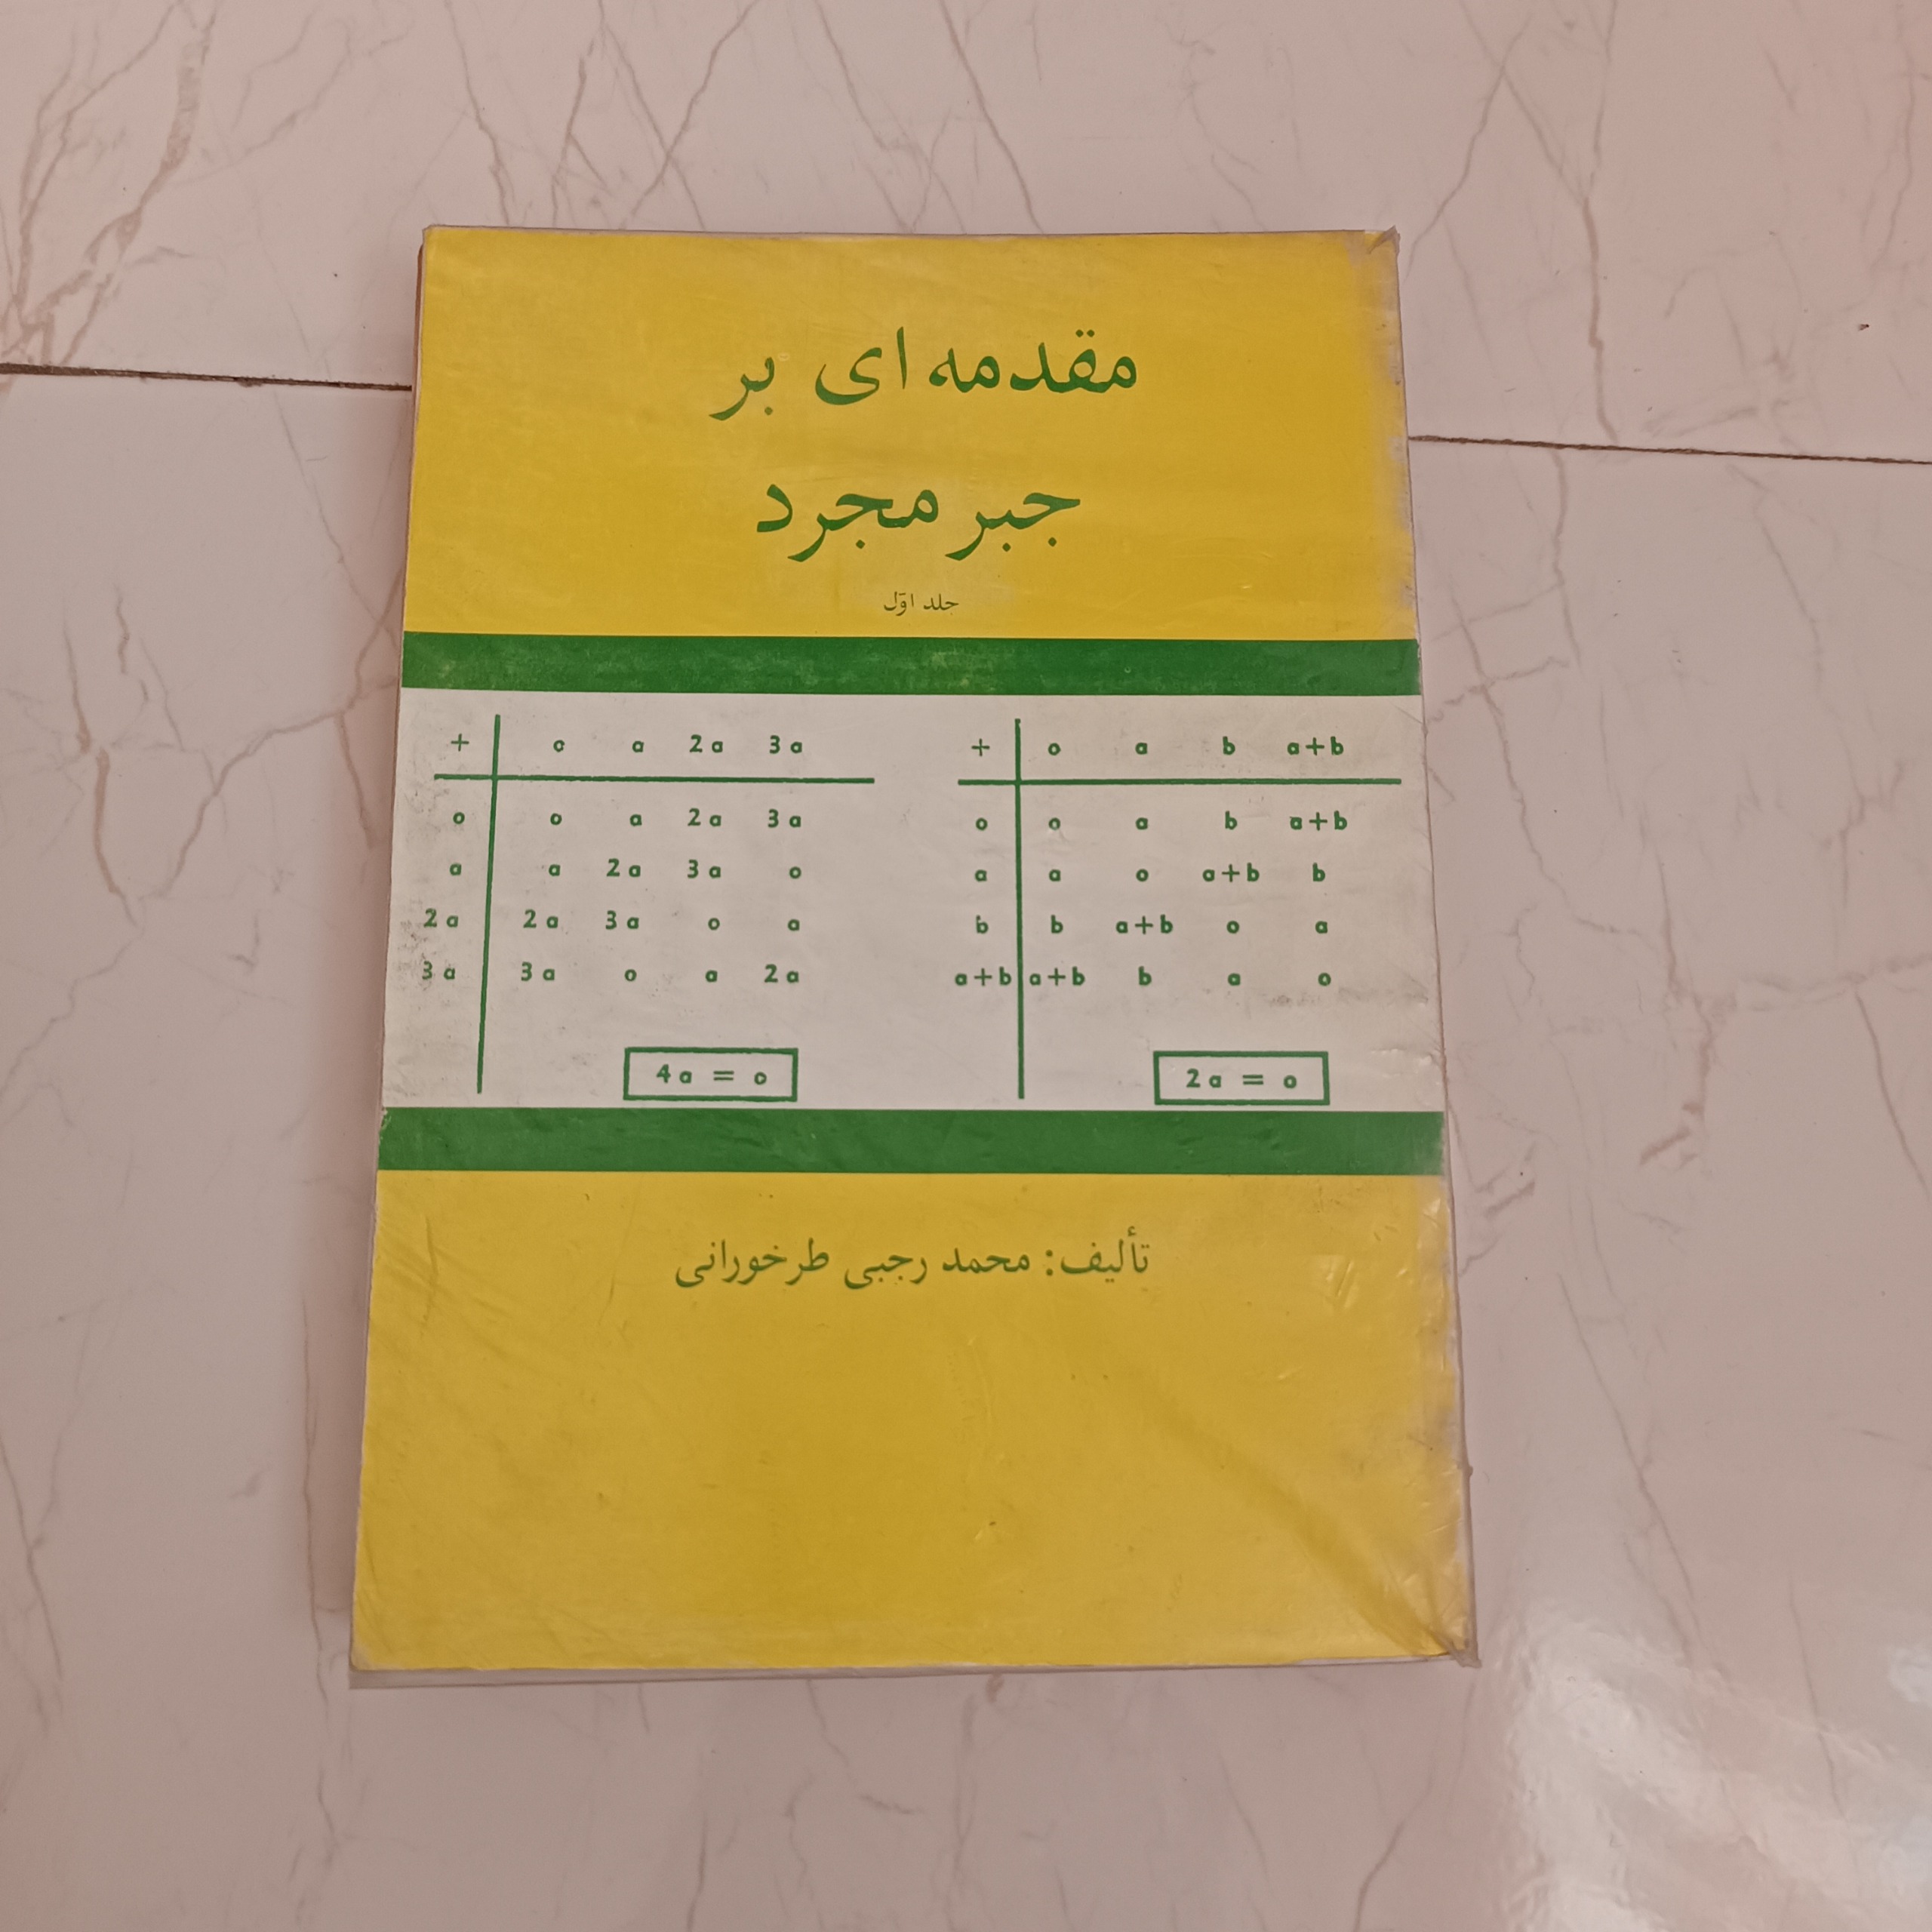 مقدمه ای بر
جبر مجرد
جلد اوّل
+ o a 2a 3a
o o a 2a 3a
a a 2a 3a o
2a 2a 3a o a
3a 3a o a 2a
4a = o
+ o a b a+b
o o a b a+b
a a o a+b b
b b a+b o a
a+b a+b b a o
2a = o
تأليف: محمد رجبی طرخورانی